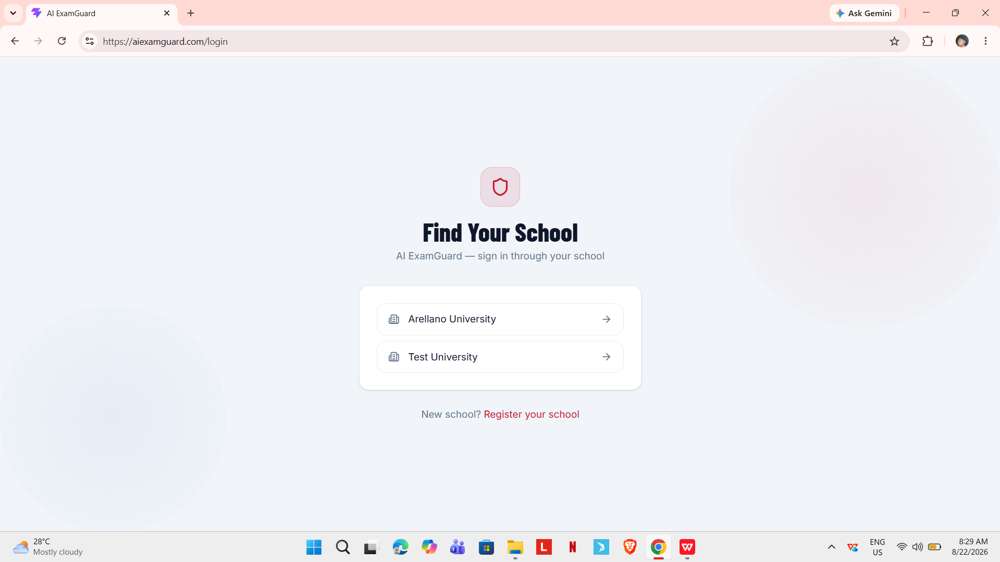 AI ExamGuard
Ask Gemini
https://aiexamguard.com/login
Find Your School
AI ExamGuard — sign in through your school
Arellano University
Test University
New school? Register your school
28°C
Mostly cloudy
L
N
W
ENG
US
8:29 AM
8/22/2026